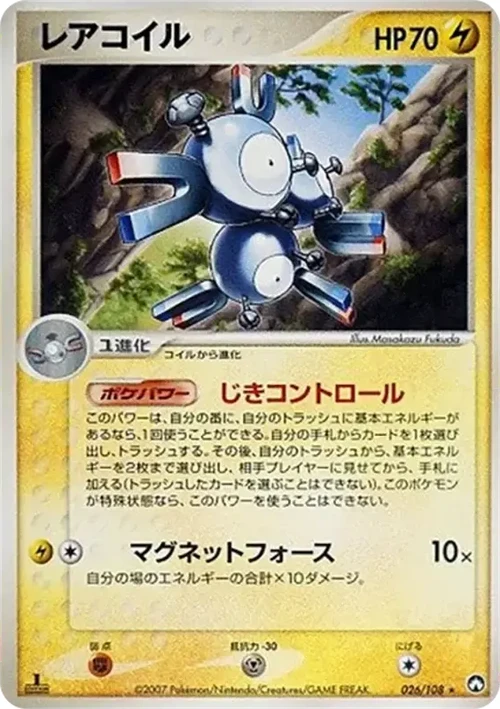 レアコイル HP70
Illus. Masakazu Fukuda
1進化 コイルから進化
ポケパワー じきコントロール
このパワーは、自分の番に、自分のトラッシュに基本エネルギーが
あるなら、1回使うことができる。自分の手札からカードを1枚選び
出し、トラッシュする。その後、自分のトラッシュから、基本エネル
ギーを2枚まで選び出し、相手プレイヤーに見せてから、手札に
加える(トラッシュしたカードを選ぶことはできない)。このポケモン
が特殊状態なら、このパワーを使うことはできない。
マグネットフォース 10×
自分の場のエネルギーの合計×10ダメージ。
弱点 抵抗力 -30 にげる
1
©2007 Pokémon/Nintendo/Creatures/GAME FREAK. 026/108 ★